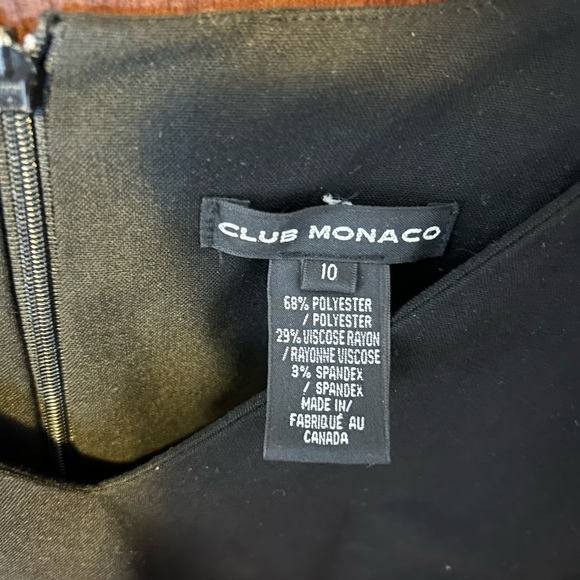 CLUB MONACO
10
68% POLYESTER
/ POLYESTER
29% VISCOSE RAYON
/ RAYONNE VISCOSE
3% SPANDEX
/ SPANDEX
MADE IN/
FABRIQUÉ AU
CANADA